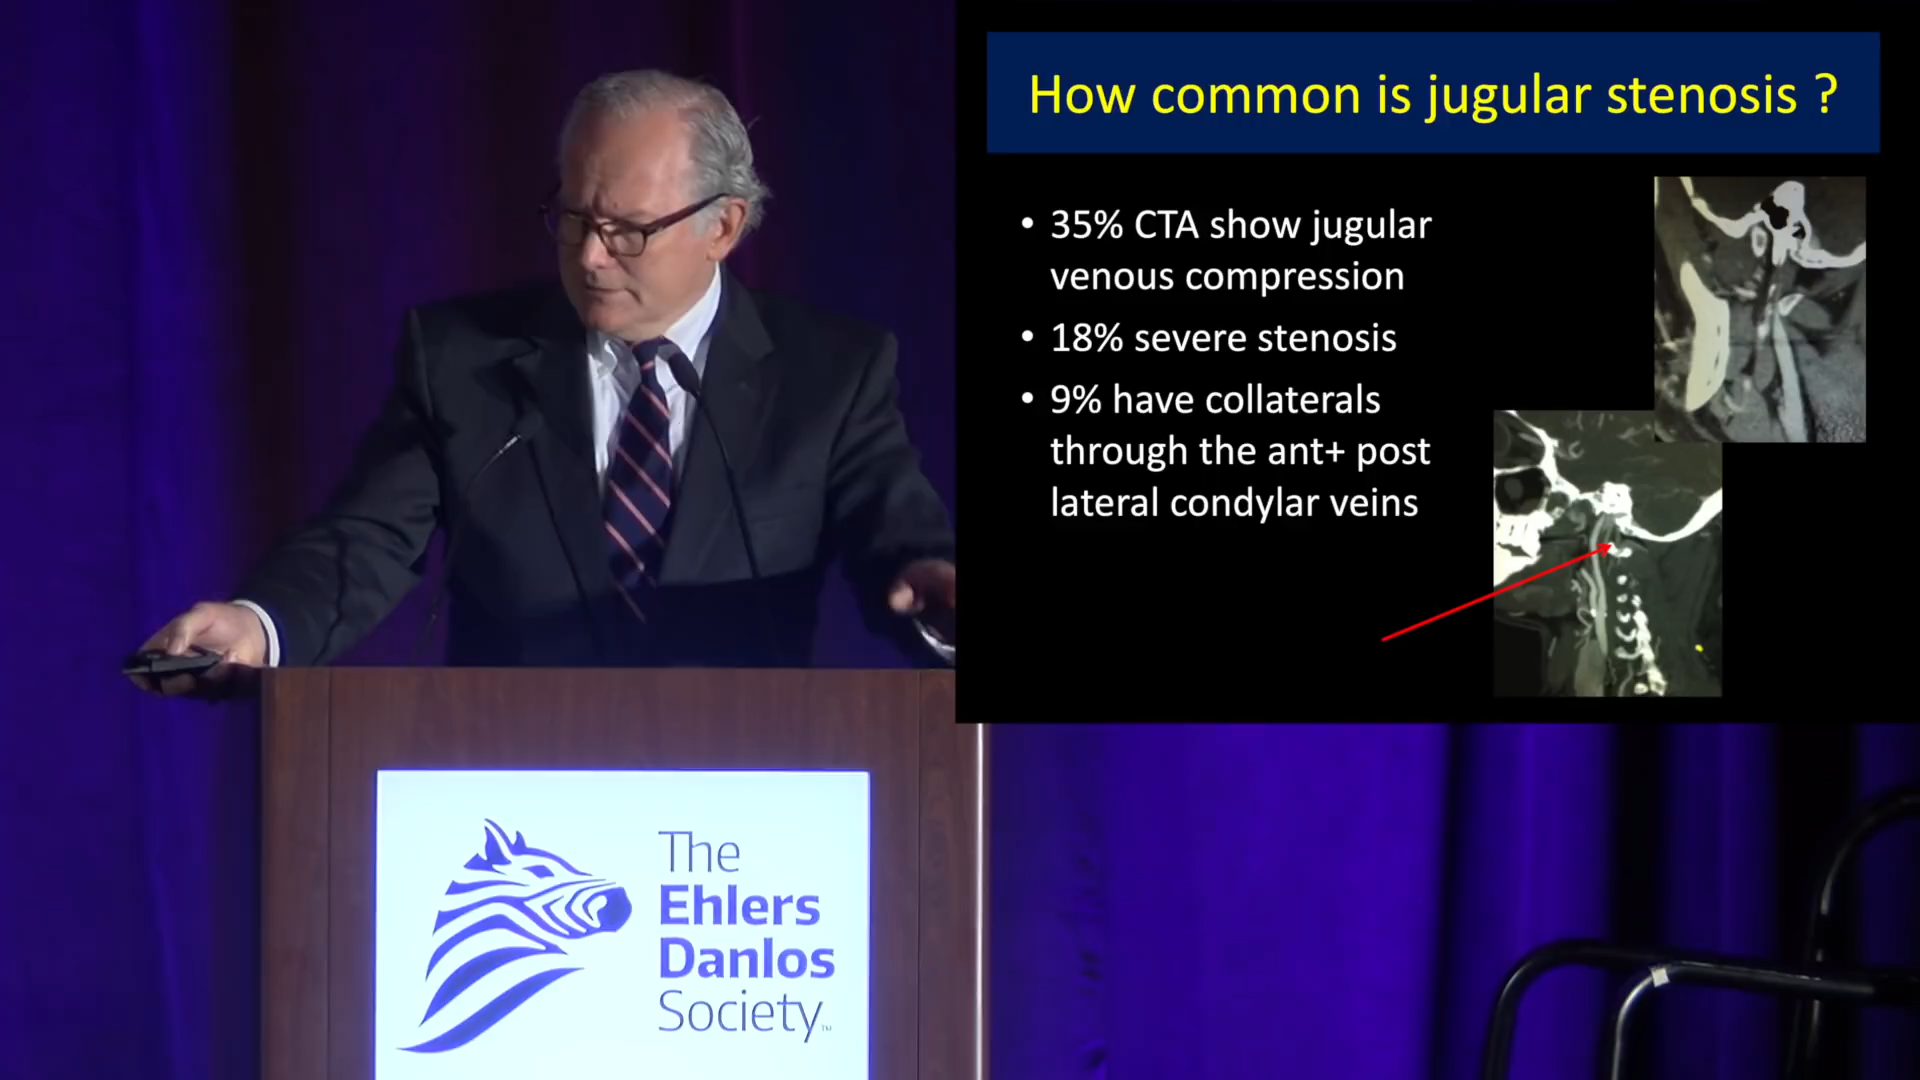 How common is jugular stenosis ?
• 35% CTA show jugular
venous compression
• 18% severe stenosis
• 9% have collaterals
through the ant+ post
lateral condylar veins
The
Ehlers
Danlos
Society™